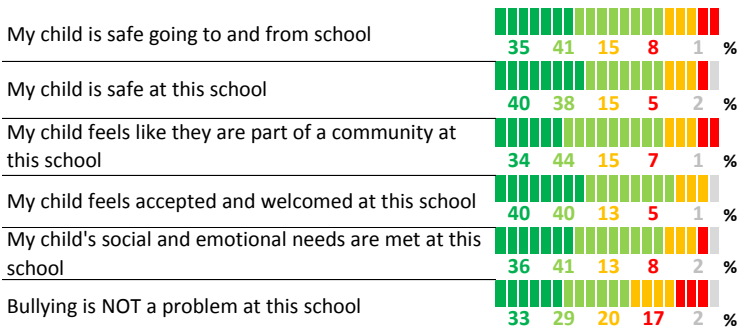 My child is safe going to and from school
35 41 15 8 1 %
My child is safe at this school
40 38 15 5 2 %
My child feels like they are part of a community at
this school
34 44 15 7 1 %
My child feels accepted and welcomed at this school
40 40 13 5 1 %
My child's social and emotional needs are met at this
school
36 41 13 8 2 %
Bullying is NOT a problem at this school
33 29 20 17 2 %